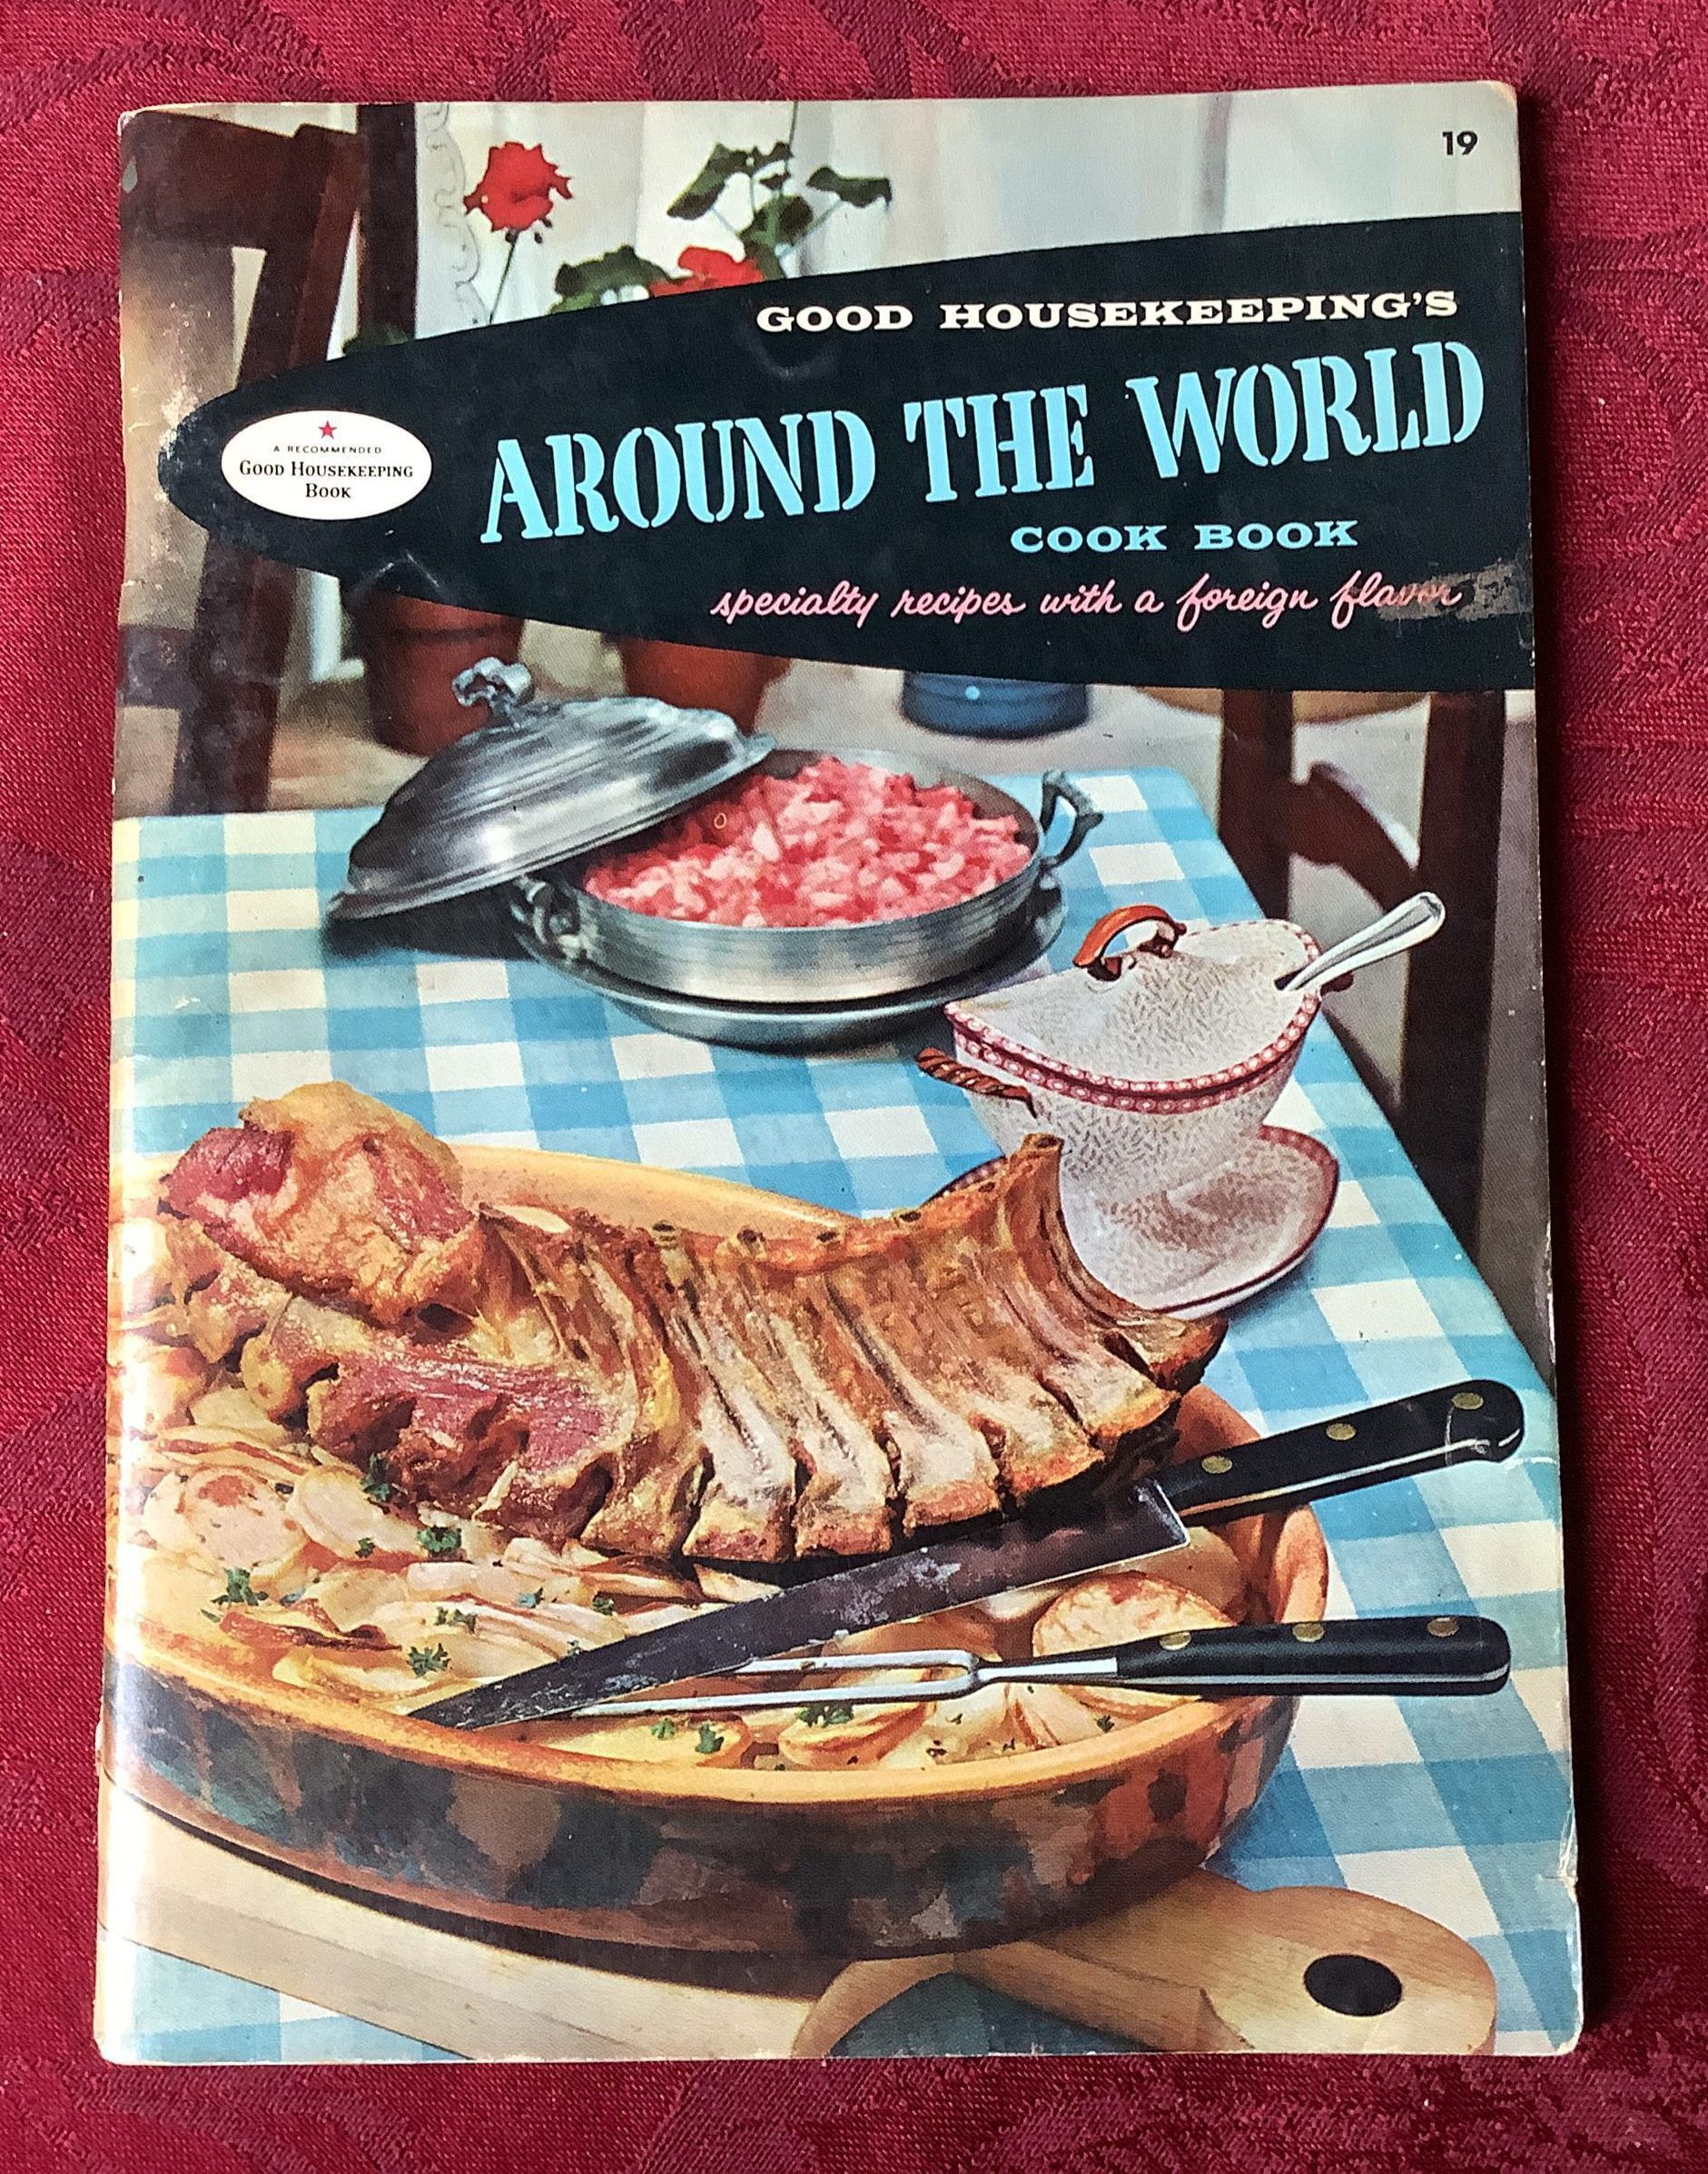 19
GOOD HOUSEKEEPING'S
AROUND THE WORLD
COOK BOOK
specialty recipes with a foreign flavor
★
A RECOMMENDED
GOOD HOUSEKEEPING
BOOK